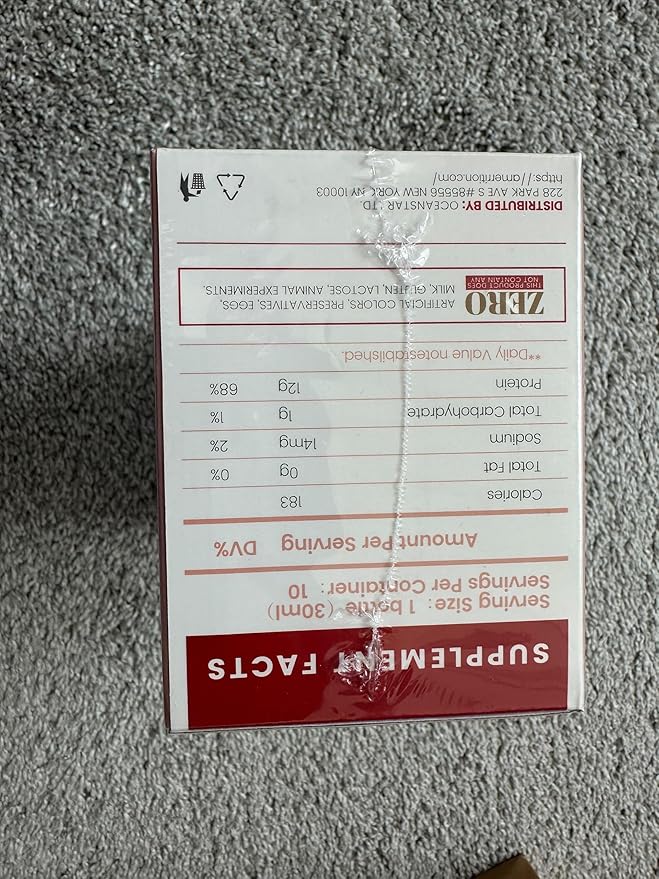 SUPPLEMENT FACTS
Serving Size: 1 bottle (30ml)
Servings Per Container: 10
Amount Per Serving DV%
Calories 183
Total Fat 0g 0%
Sodium 14mg 2%
Total Carbohydrate 1g 1%
Protein 12g 68%
**Daily Value notestablished.
ZERO
THIS PRODUCT DOES
NOT CONTAIN ANY
ARTIFICIAL COLORS, PRESERVATIVES, EGGS,
MILK, GLUTEN, LACTOSE, ANIMAL EXPERIMENTS.
DISTRIBUTED BY: OCEANSTAR LTD.
228 PARK AVE S #85556 NEW YORK, NY 10003
https://amerrition.com/